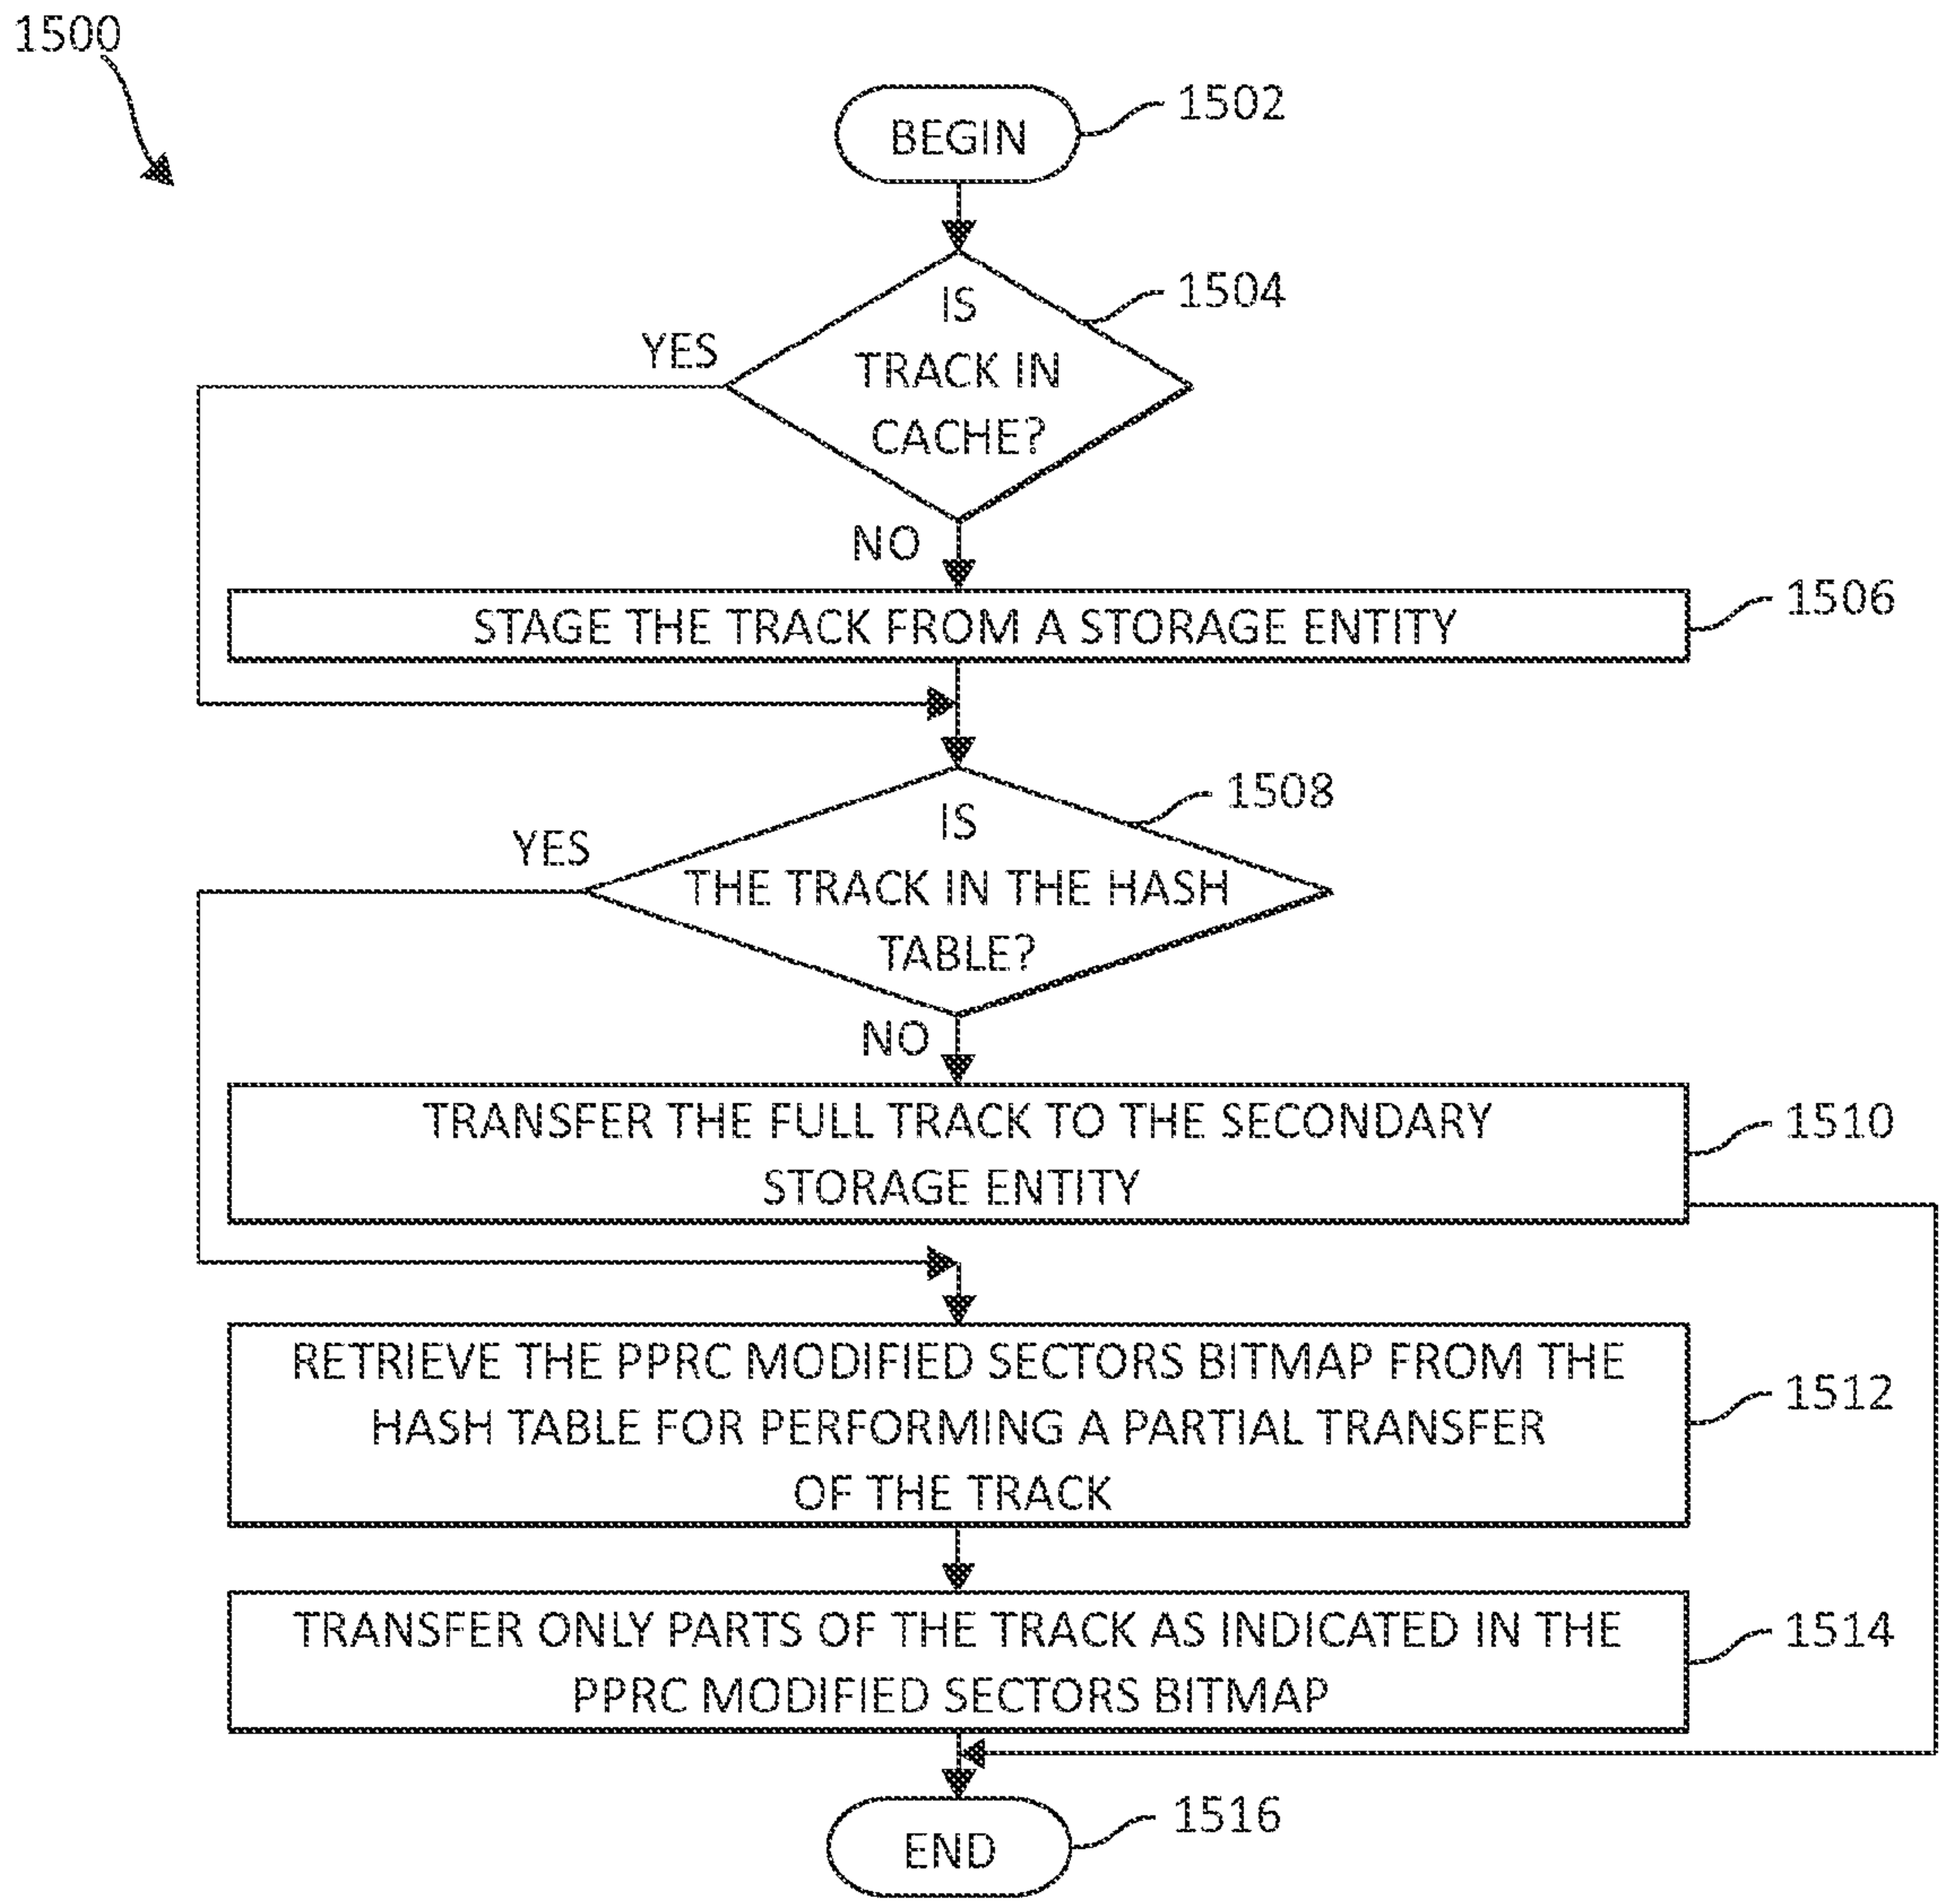 1500
BEGIN
1502
IS
TRACK IN
CACHE?
1504
YES
NO
STAGE THE TRACK FROM A STORAGE ENTITY
1506
IS
THE TRACK IN THE HASH
TABLE?
1508
YES
NO
TRANSFER THE FULL TRACK TO THE SECONDARY
STORAGE ENTITY
1510
RETRIEVE THE PPRC MODIFIED SECTORS BITMAP FROM THE
HASH TABLE FOR PERFORMING A PARTIAL TRANSFER
OF THE TRACK
1512
TRANSFER ONLY PARTS OF THE TRACK AS INDICATED IN THE
PPRC MODIFIED SECTORS BITMAP
1514
END
1516